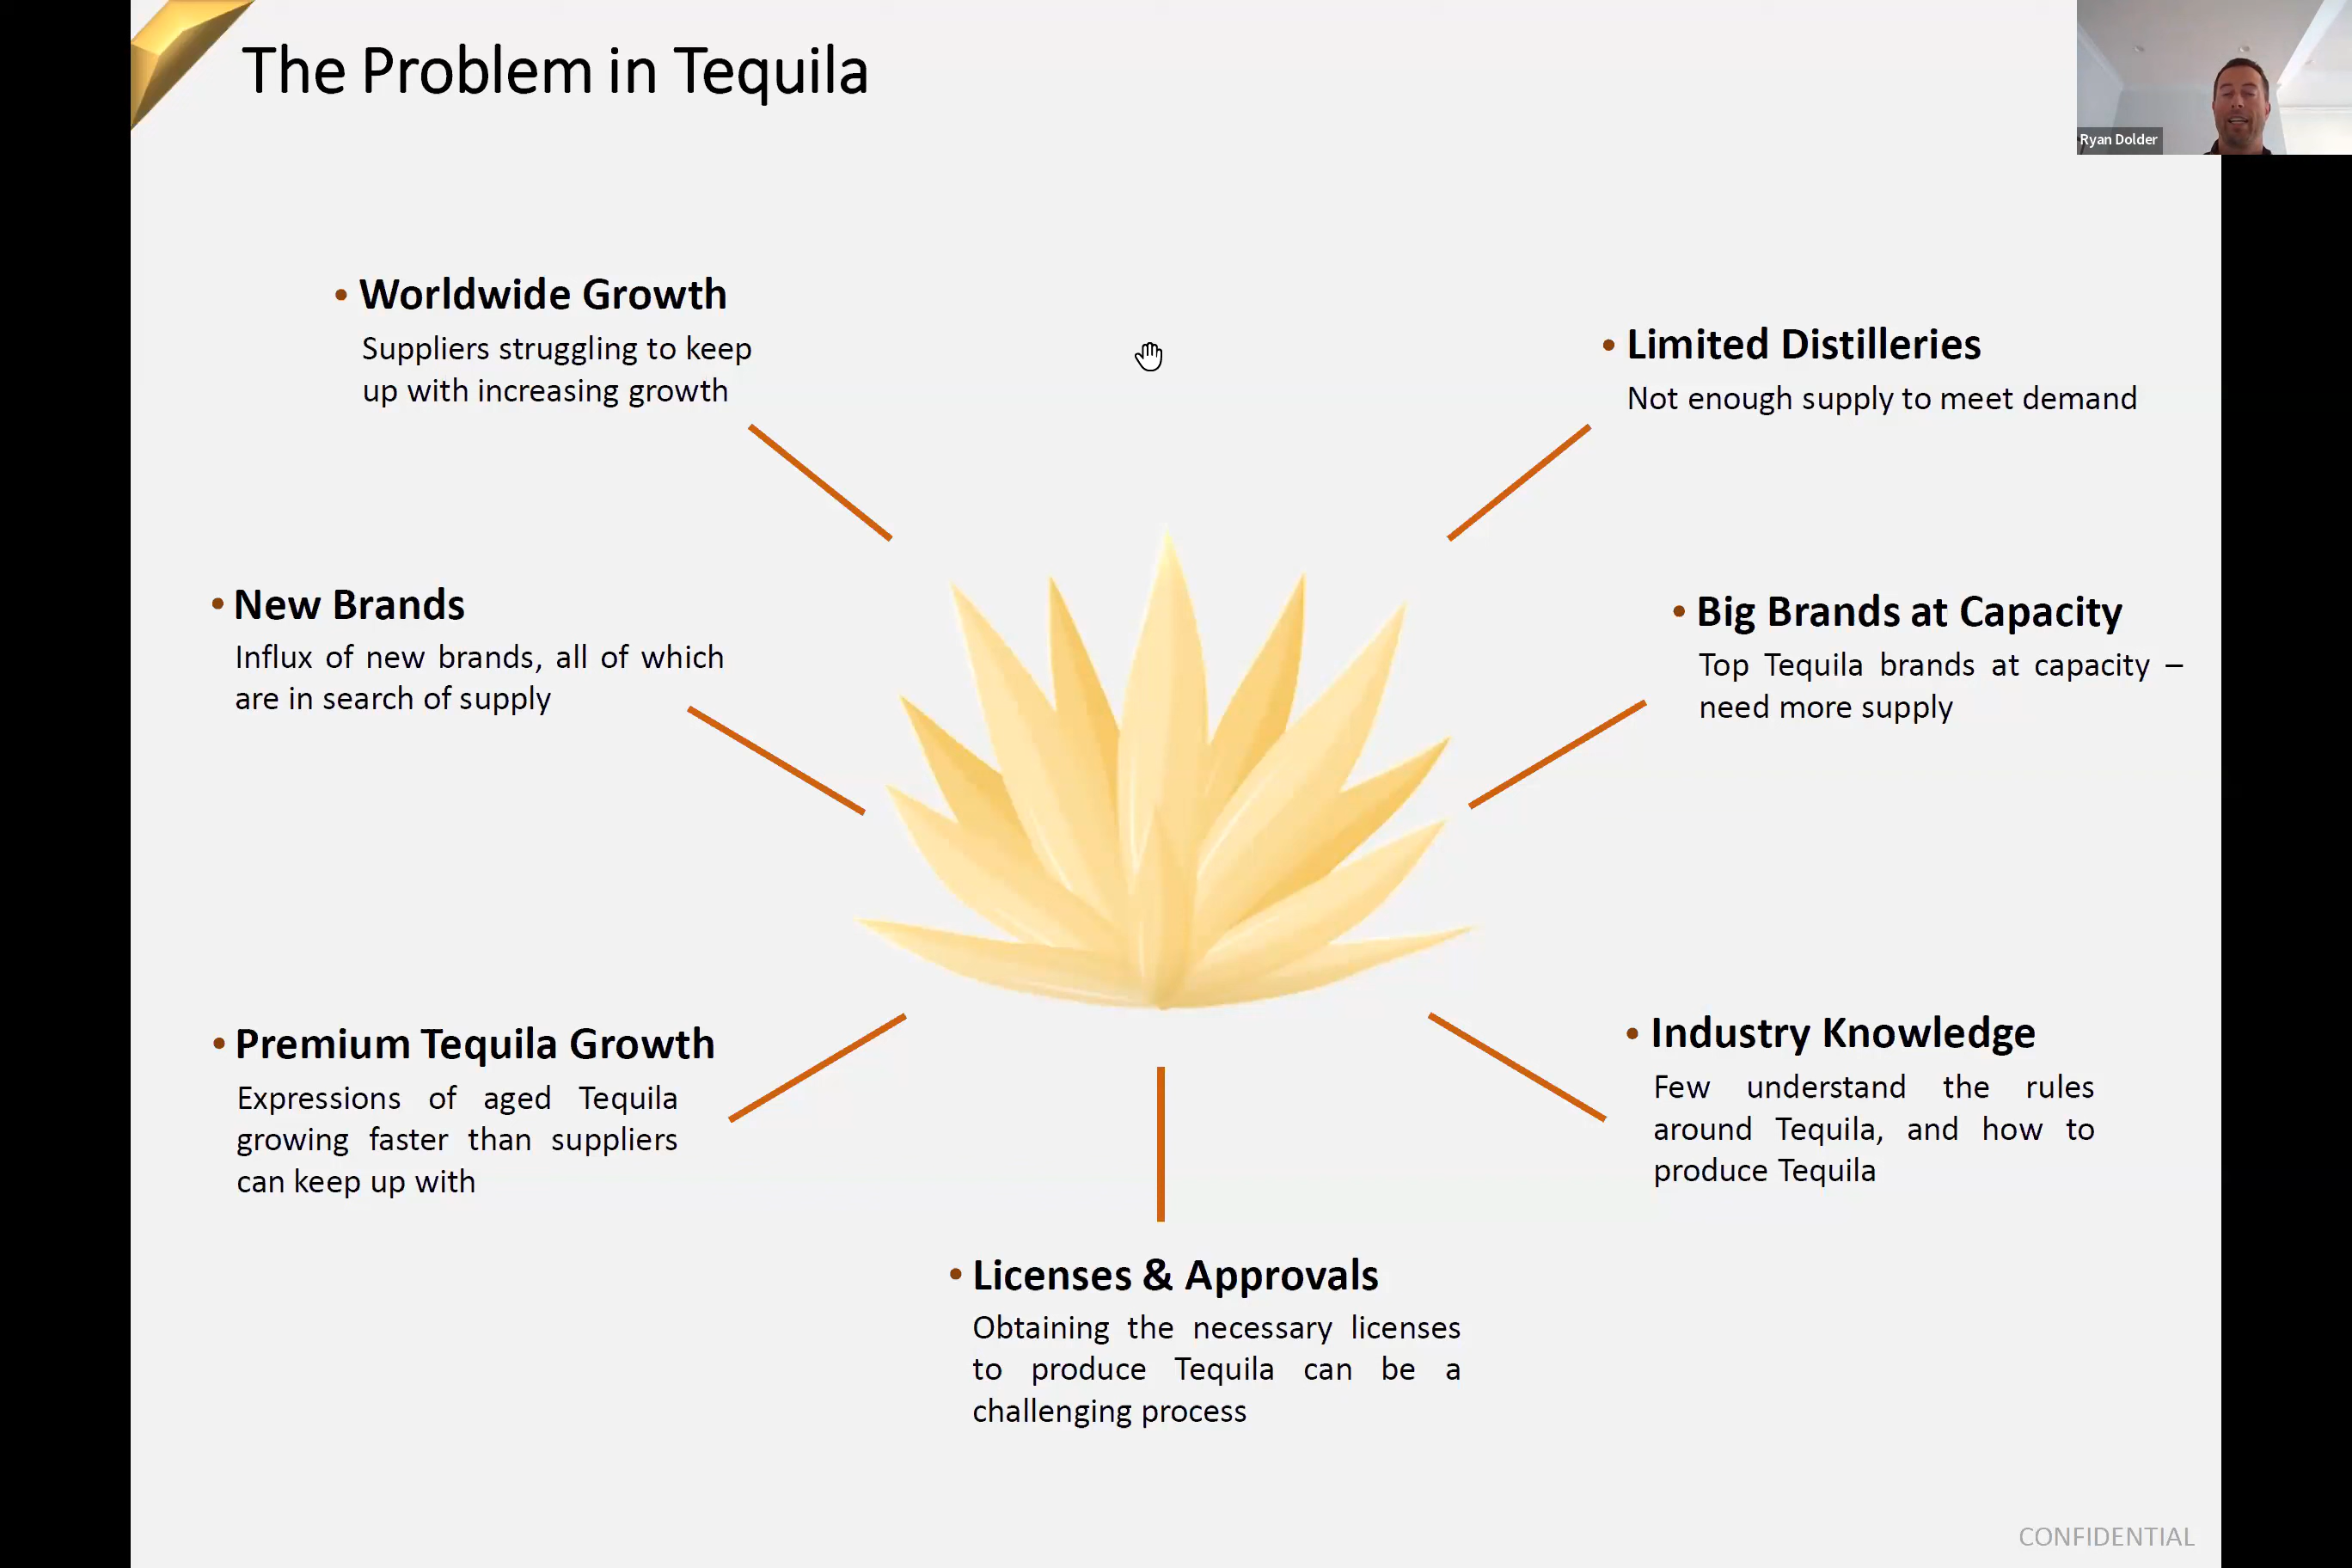 The Problem in Tequila
Ryan Dolder
• Worldwide Growth
Suppliers struggling to keep
up with increasing growth
• Limited Distilleries
Not enough supply to meet demand
• New Brands
Influx of new brands, all of which
are in search of supply
• Big Brands at Capacity
Top Tequila brands at capacity –
need more supply
• Premium Tequila Growth
Expressions of aged Tequila
growing faster than suppliers
can keep up with
• Industry Knowledge
Few understand the rules
around Tequila, and how to
produce Tequila
• Licenses & Approvals
Obtaining the necessary licenses
to produce Tequila can be a
challenging process
CONFIDENTIAL